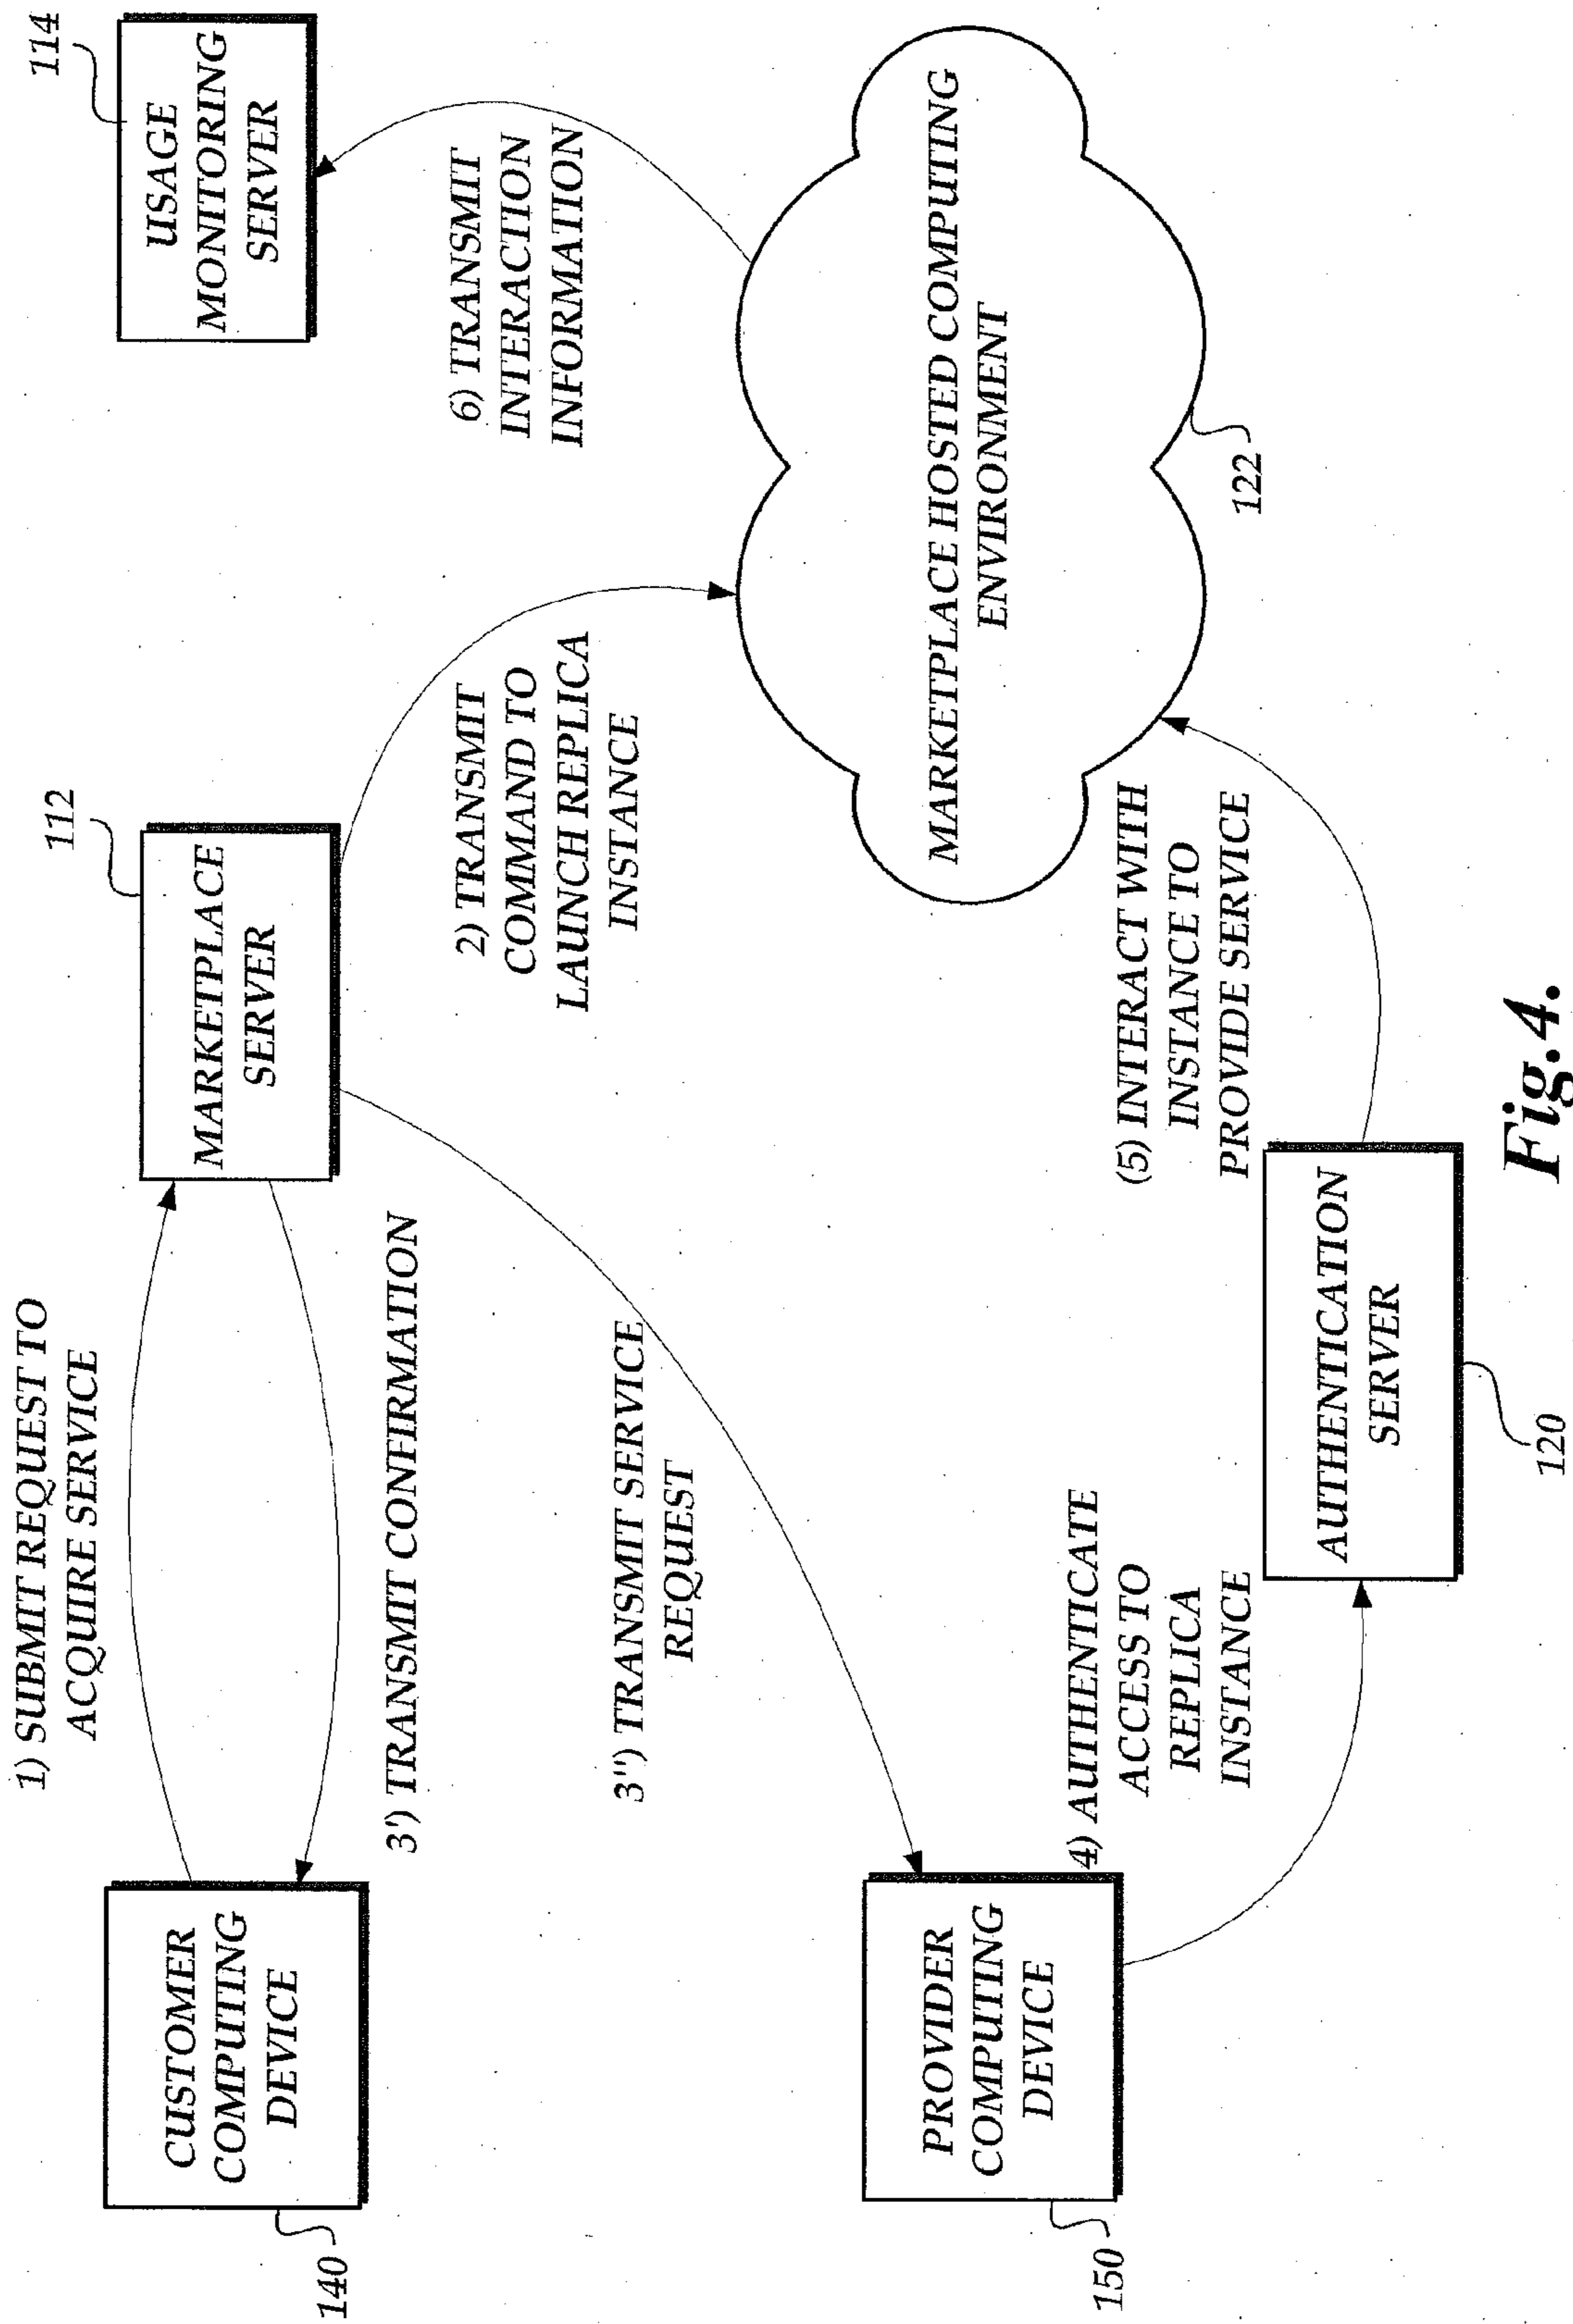 1) SUBMIT REQUEST TO
ACQUIRE SERVICE
CUSTOMER
COMPUTING
DEVICE
140
3') TRANSMIT CONFIRMATION
112
MARKETPLACE
SERVER
114
USAGE
MONITORING
SERVER
2) TRANSMIT
COMMAND TO
LAUNCH REPLICA
INSTANCE
6) TRANSMIT
INTERACTION
INFORMATION
3") TRANSMIT SERVICE
REQUEST
PROVIDER
COMPUTING
DEVICE
150
4) AUTHENTICATE
ACCESS TO
REPLICA
INSTANCE
AUTHENTICATION
SERVER
120
(5) INTERACT WITH
INSTANCE TO
PROVIDE SERVICE
MARKETPLACE HOSTED COMPUTING
ENVIRONMENT
122
Fig.4.